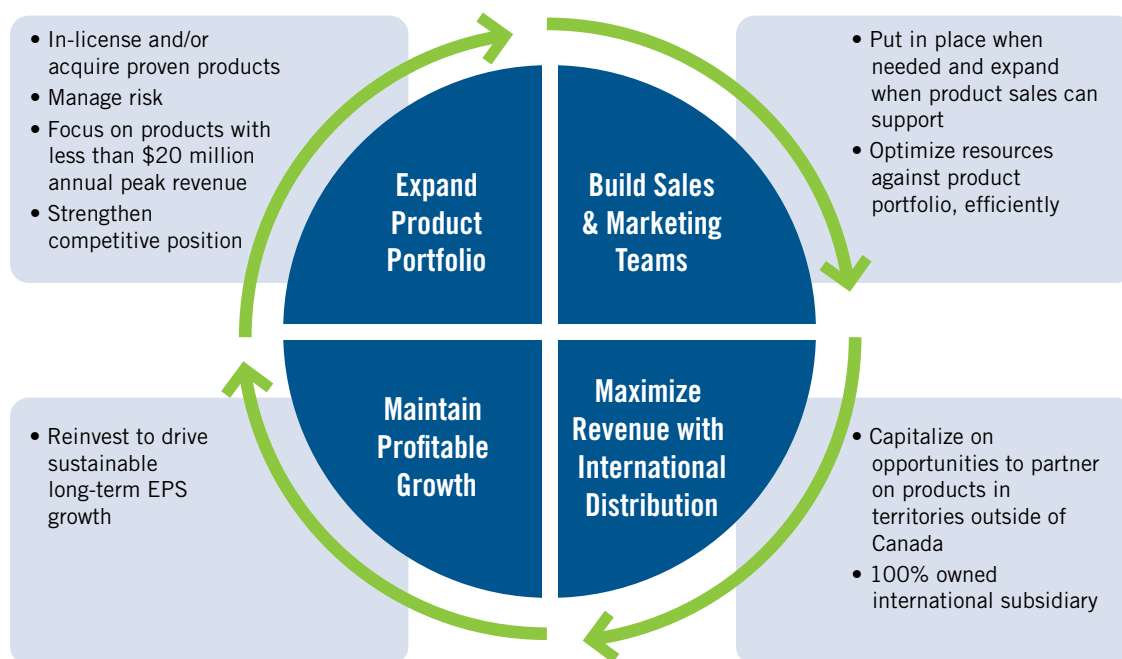 • In-license and/or
acquire proven products
• Manage risk
• Focus on products with
less than $20 million
annual peak revenue
• Strengthen
competitive position
Expand
Product
Portfolio
Build Sales
& Marketing
Teams
• Put in place when
needed and expand
when product sales can
support
• Optimize resources
against product
portfolio, efficiently
• Reinvest to drive
sustainable
long-term EPS
growth
Maintain
Profitable
Growth
Maximize
Revenue with
International
Distribution
• Capitalize on
opportunities to partner
on products in
territories outside of
Canada
• 100% owned
international subsidiary